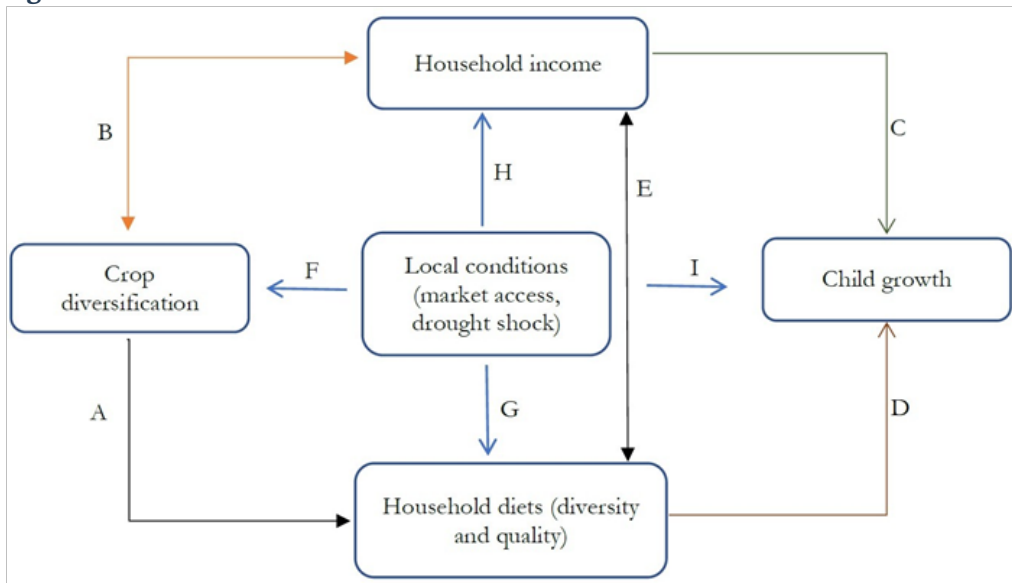 Household income
B
C
H
E
Crop
diversification
F
Local conditions
(market access,
drought shock)
I
Child growth
A
G
D
Household diets (diversity
and quality)